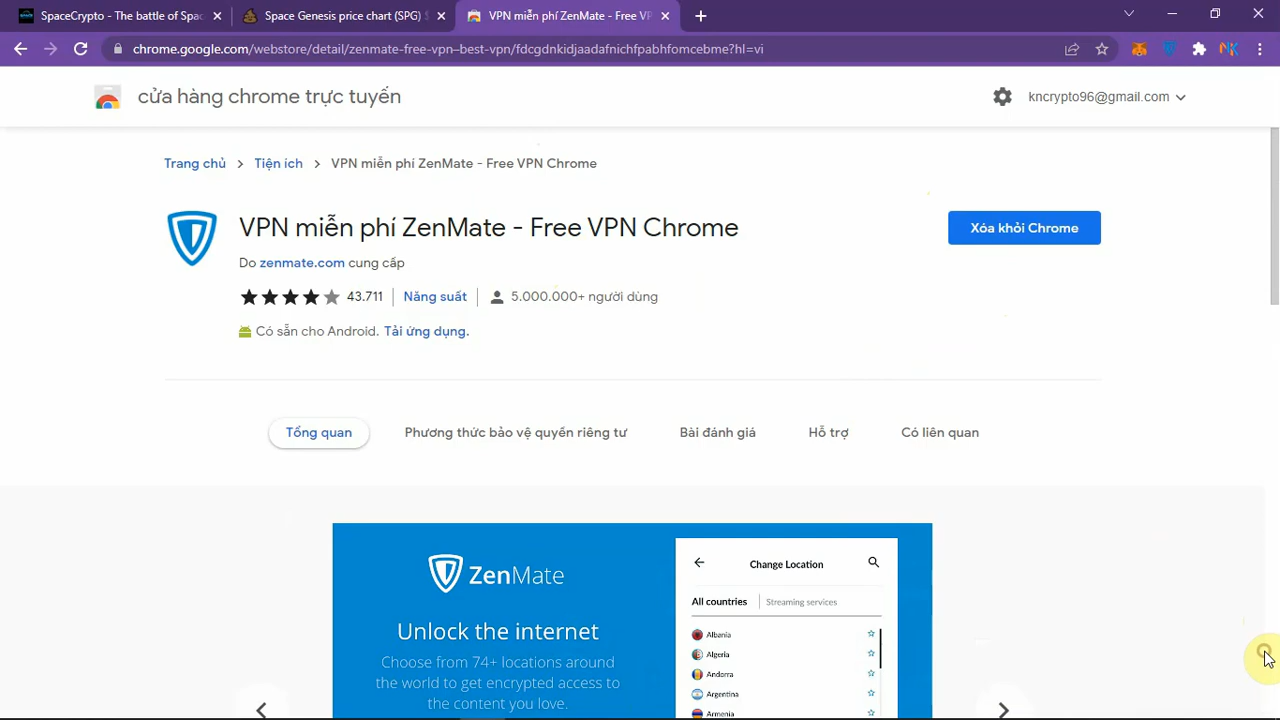 SpaceCrypto - The battle of Spac
Space Genesis price chart (SPG) $
VPN miễn phí ZenMate - Free VP
chrome.google.com/webstore/detail/zenmate-free-vpn–best-vpn/fdcgdnkidjaadafnichfpabhfomcebme?hl=vi
cửa hàng chrome trực tuyến
kncrypto96@gmail.com
Trang chủ
Tiện ích
VPN miễn phí ZenMate - Free VPN Chrome
VPN miễn phí ZenMate - Free VPN Chrome
Xóa khỏi Chrome
Do zenmate.com cung cấp
43.711
Năng suất
5.000.000+ người dùng
Có sẵn cho Android. Tải ứng dụng.
Tổng quan
Phương thức bảo vệ quyền riêng tư
Bài đánh giá
Hỗ trợ
Có liên quan
ZenMate
Unlock the internet
Choose from 74+ locations around
the world to get encrypted access to
the content you love.
Change Location
All countries
Streaming services
Albania
Algeria
Andorra
Argentina
Armenia